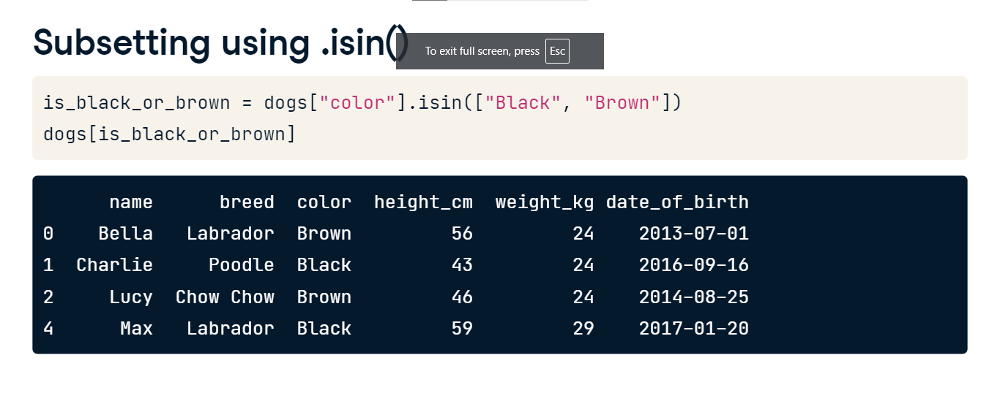 Subsetting using .isin()
To exit full screen, press Esc
is_black_or_brown = dogs["color"].isin(["Black", "Brown"])
dogs[is_black_or_brown]
name breed color height_cm weight_kg date_of_birth
0 Bella Labrador Brown 56 24 2013-07-01
1 Charlie Poodle Black 43 24 2016-09-16
2 Lucy Chow Chow Brown 46 24 2014-08-25
4 Max Labrador Black 59 29 2017-01-20